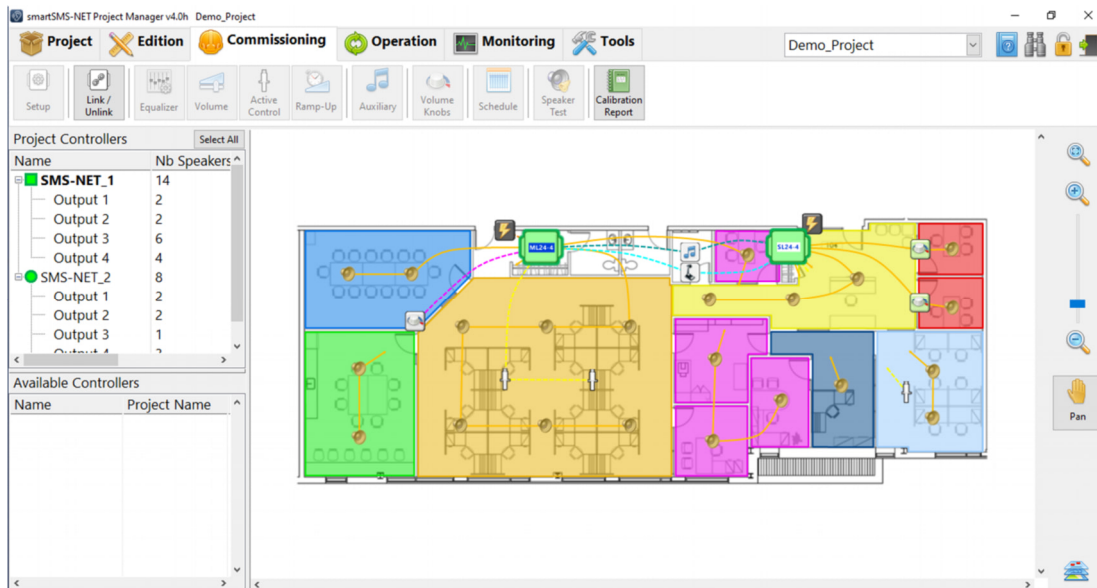 smartSMS-NET Project Manager v4.0h Demo_Project
Project Edition Commissioning Operation Monitoring Tools
Demo_Project
Setup
Link / Unlink
Equalizer
Volume
Active Control
Ramp-Up
Auxiliary
Volume Knobs
Schedule
Speaker Test
Calibration Report
Project Controllers Select All
Name Nb Speakers
SMS-NET_1 14
Output 1 2
Output 2 2
Output 3 6
Output 4 4
SMS-NET_2 8
Output 1 2
Output 2 2
Output 3 1
Available Controllers
Name Project Name
ML24-4
SL24-4
Pan